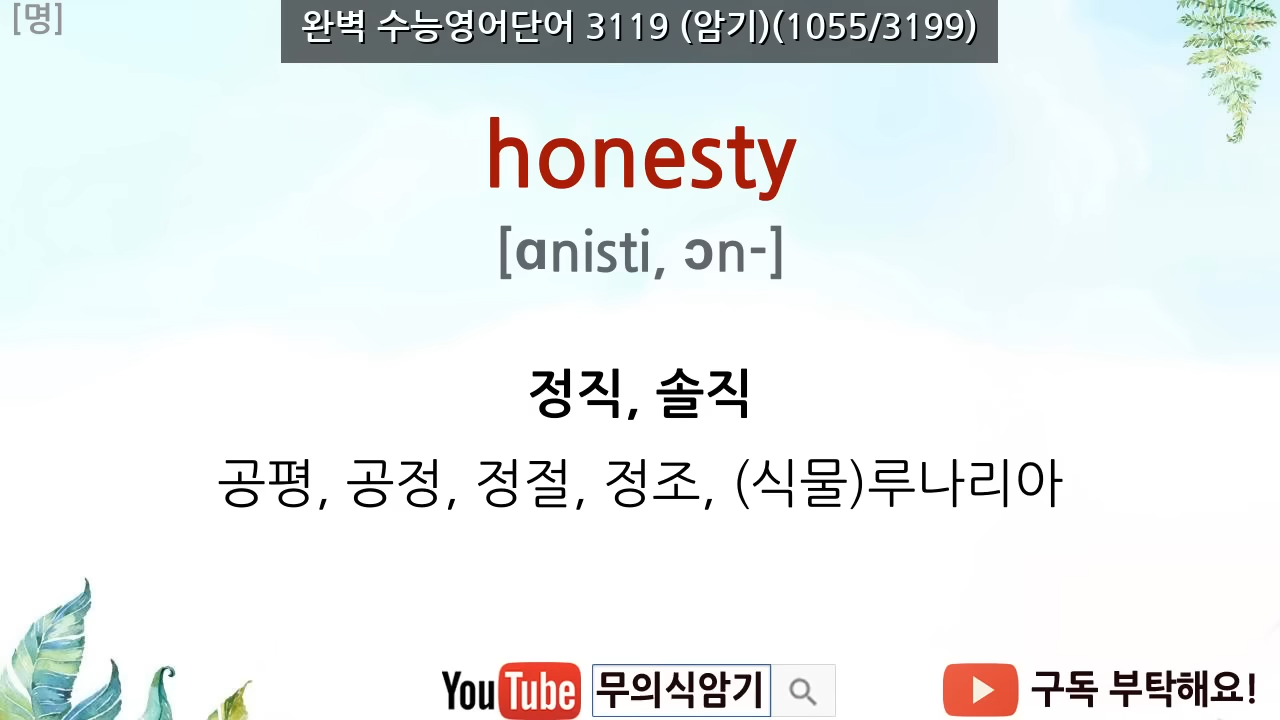 [명]
완벽 수능영어단어 3119 (암기)(1055/3199)
honesty
[ɑnisti, ɔn-]
정직, 솔직
공평, 공정, 정절, 정조, (식물)루나리아
YouTube 무의식암기 구독 부탁해요!